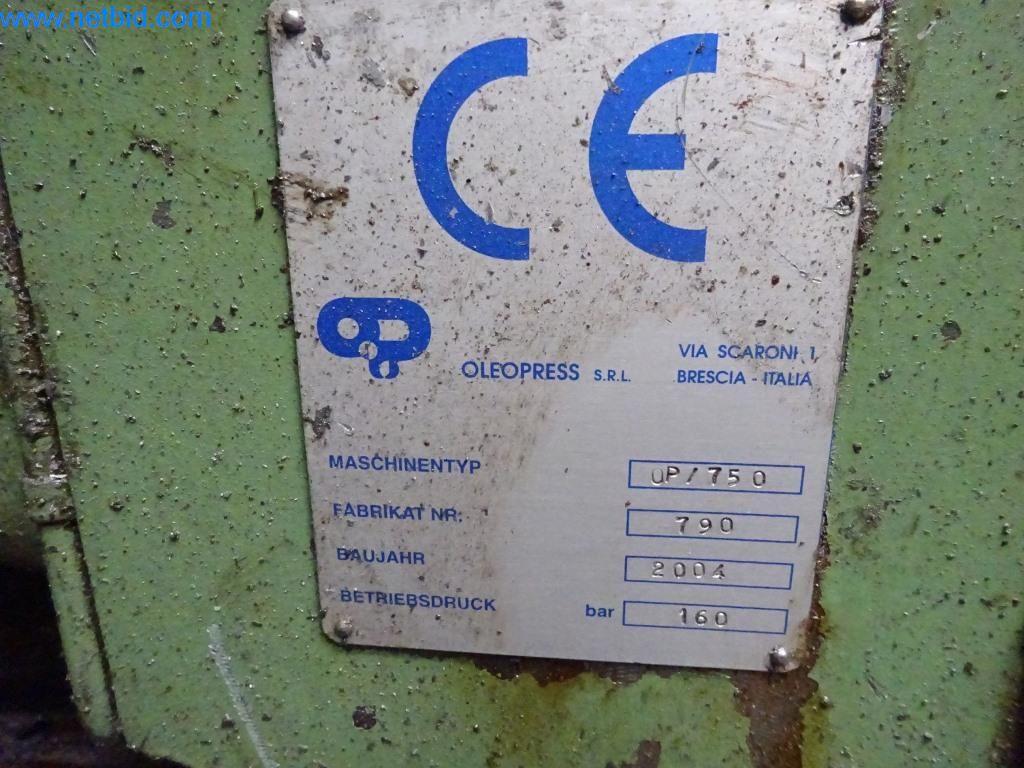 www.netbid.com
CE
OP
OLEOPRESS S.R.L.
VIA SCARONI 1
BRESCIA - ITALIA
MASCHINENTYP OP/750
FABRIKAT NR: 790
BAUJAHR 2004
BETRIEBSDRUCK bar 160